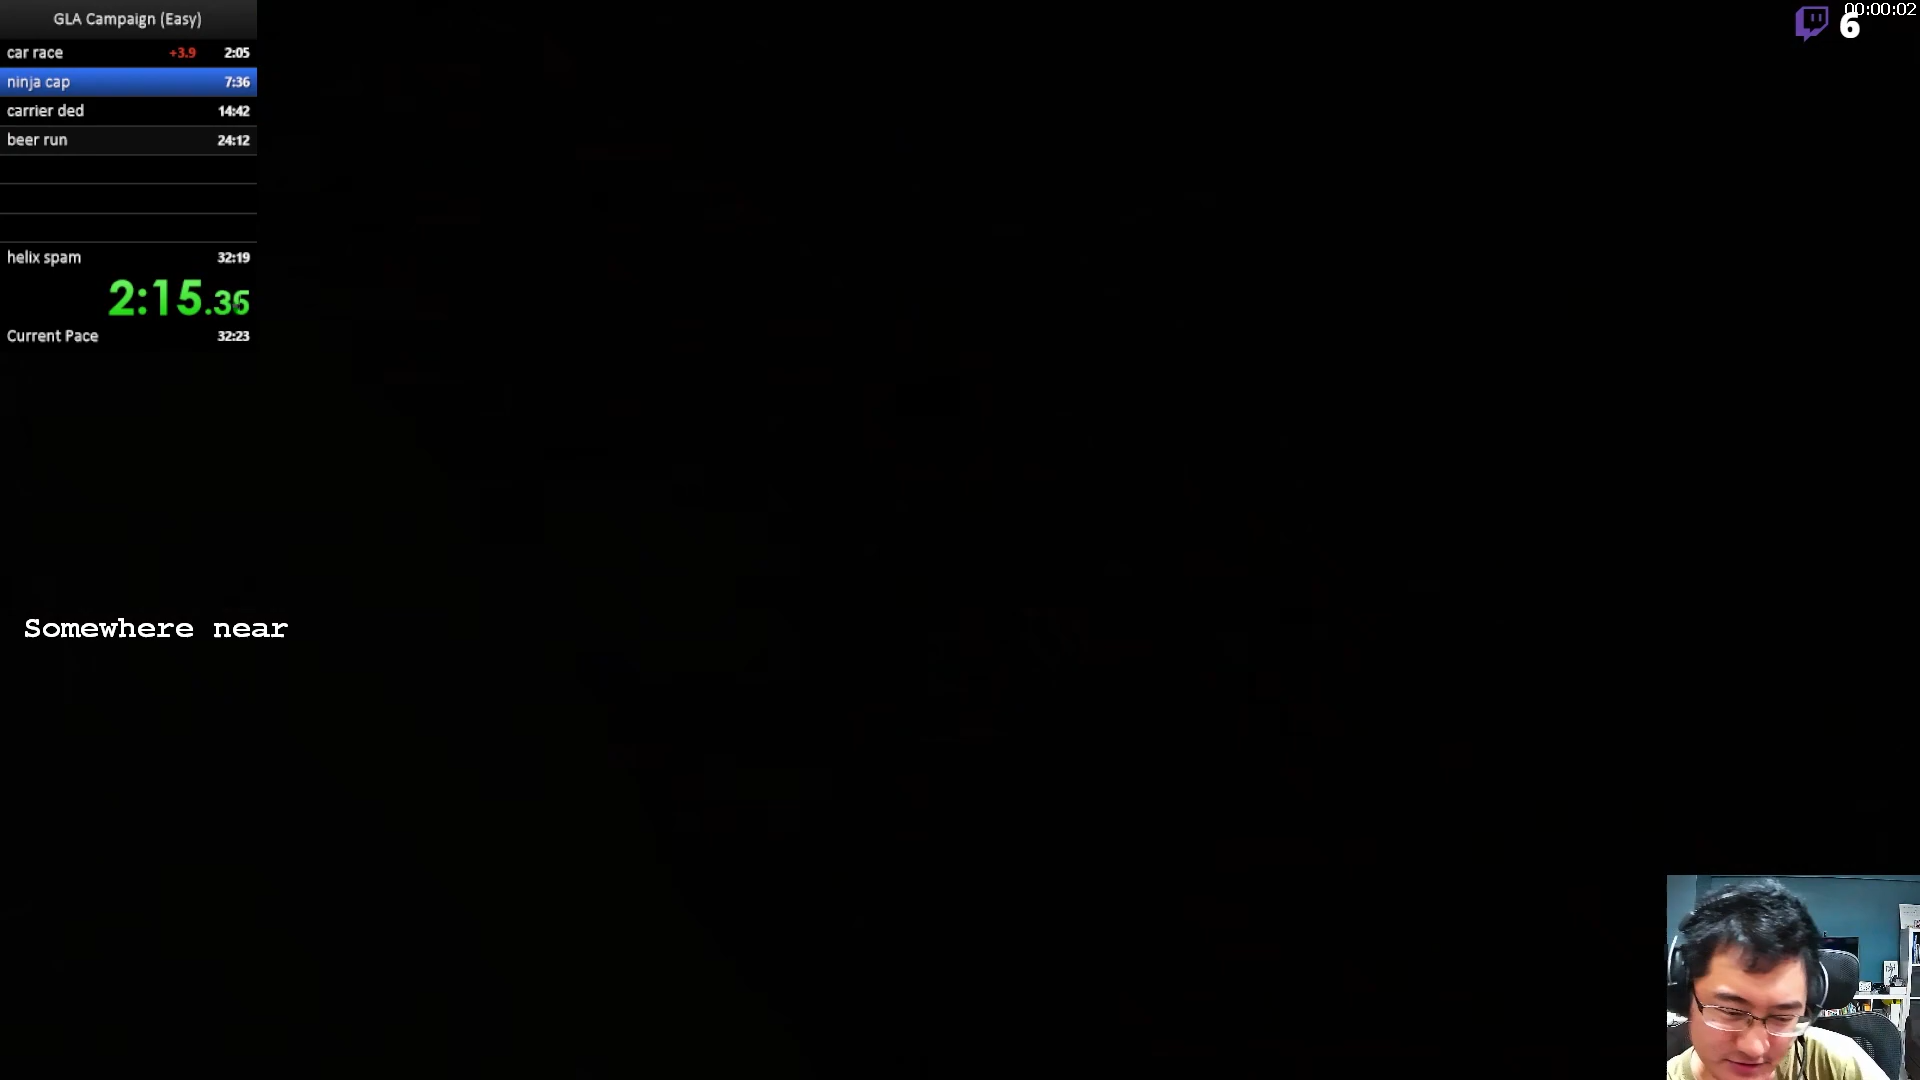 GLA Campaign (Easy)
car race +3.9 2:05
ninja cap 7:36
carrier ded 14:42
beer run 24:12
helix spam 32:19
2:15.36
Current Pace 32:23
00:00:02
6
Somewhere near